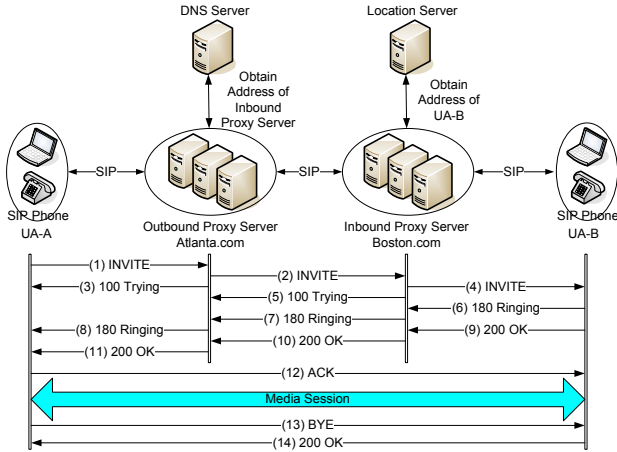 DNS Server
Location Server
Obtain
Address of
Inbound
Proxy Server
Obtain
Address of
UA-B
SIP
SIP
SIP
SIP Phone
UA-A
Outbound Proxy Server
Atlanta.com
Inbound Proxy Server
Boston.com
SIP Phone
UA-B
(1) INVITE
(2) INVITE
(3) 100 Trying
(4) INVITE
(5) 100 Trying
(6) 180 Ringing
(7) 180 Ringing
(8) 180 Ringing
(9) 200 OK
(10) 200 OK
(11) 200 OK
(12) ACK
Media Session
(13) BYE
(14) 200 OK